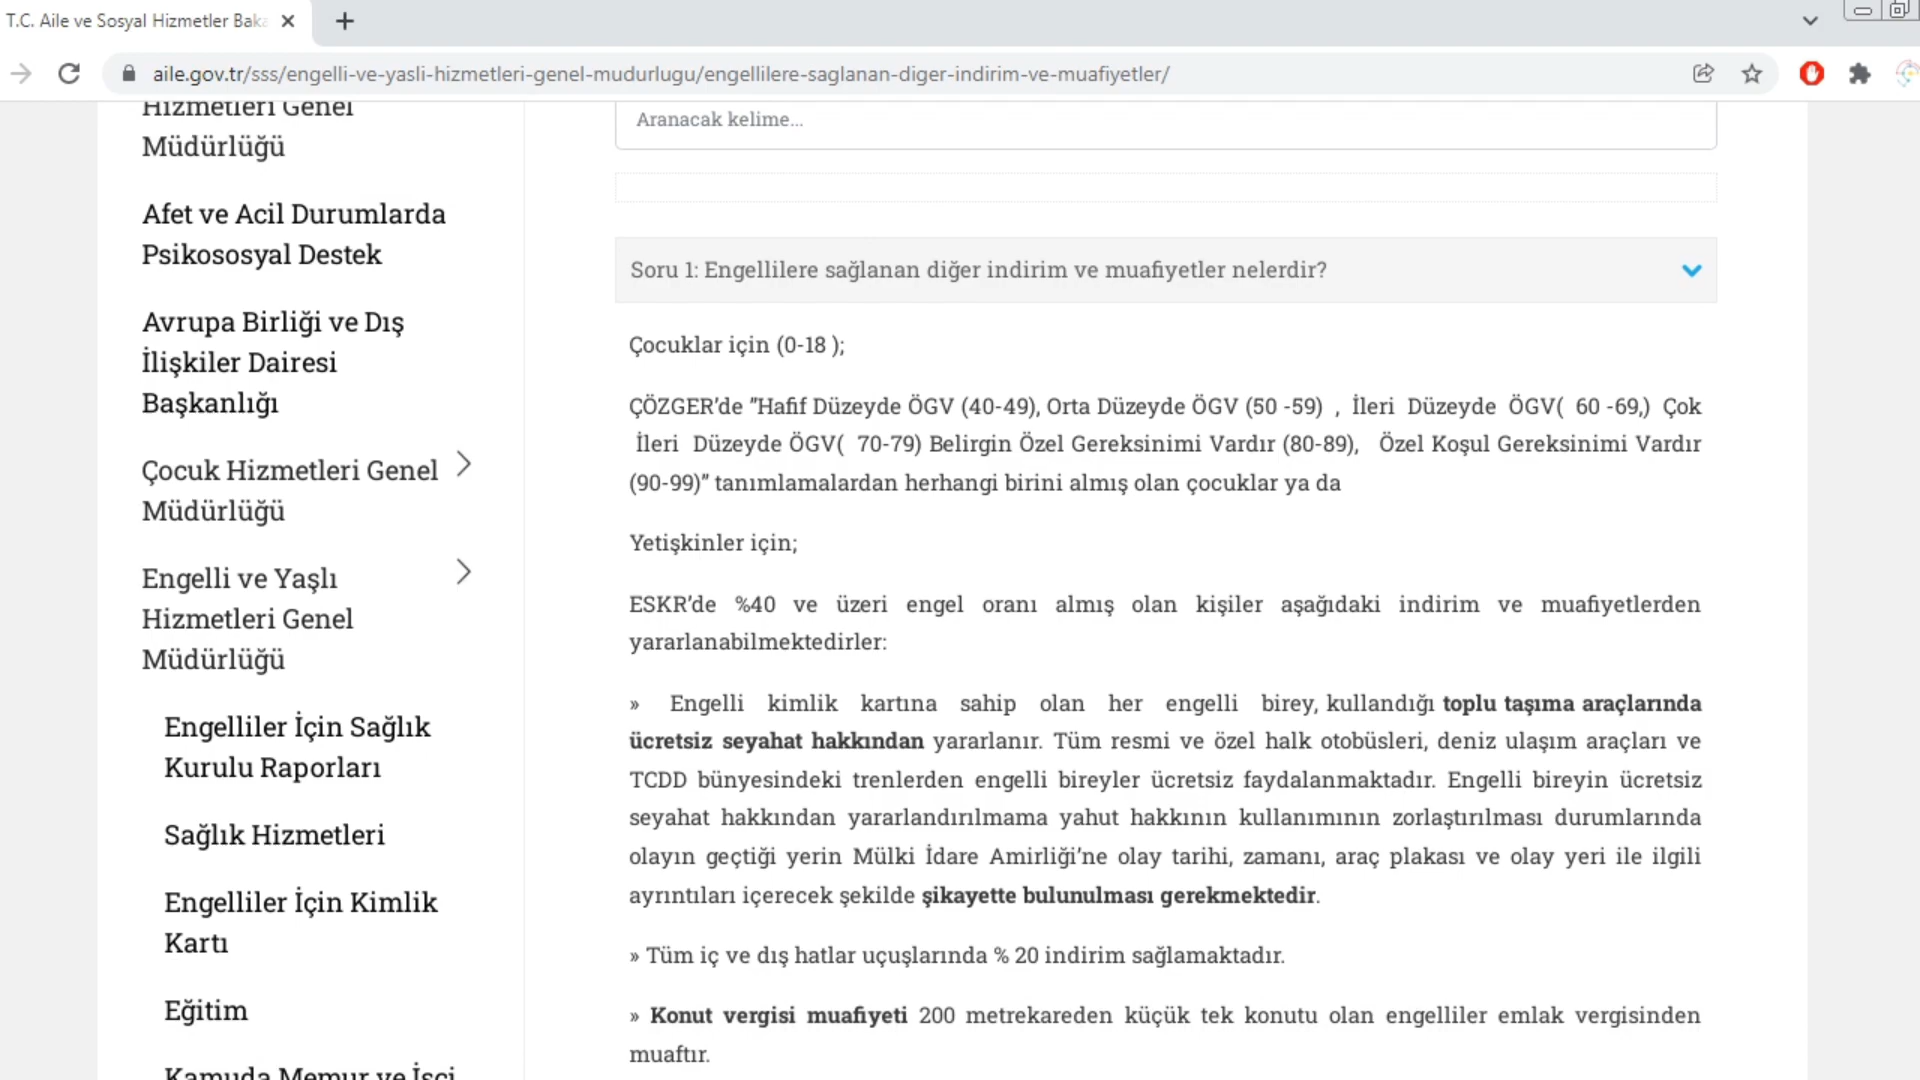 T.C. Aile ve Sosyal Hizmetler Baka
aile.gov.tr/sss/engelli-ve-yasli-hizmetleri-genel-mudurlugu/engellilere-saglanan-diger-indirim-ve-muafiyetler/
Hizmetleri Genel
Müdürlüğü
Afet ve Acil Durumlarda
Psikososyal Destek
Avrupa Birliği ve Dış
İlişkiler Dairesi
Başkanlığı
Çocuk Hizmetleri Genel
Müdürlüğü
Engelli ve Yaşlı
Hizmetleri Genel
Müdürlüğü
Engelliler İçin Sağlık
Kurulu Raporları
Sağlık Hizmetleri
Engelliler İçin Kimlik
Kartı
Eğitim
Kamuda Memur ve İşçi
Aranacak kelime...
Soru 1: Engellilere sağlanan diğer indirim ve muafiyetler nelerdir?
Çocuklar için (0-18 );
ÇÖZGER’de ”Hafif Düzeyde ÖGV (40-49), Orta Düzeyde ÖGV (50 -59) , İleri Düzeyde ÖGV( 60 -69,) Çok
İleri Düzeyde ÖGV( 70-79) Belirgin Özel Gereksinimi Vardır (80-89), Özel Koşul Gereksinimi Vardır
(90-99)” tanımlamalardan herhangi birini almış olan çocuklar ya da
Yetişkinler için;
ESKR’de %40 ve üzeri engel oranı almış olan kişiler aşağıdaki indirim ve muafiyetlerden
yararlanabilmektedirler:
» Engelli kimlik kartına sahip olan her engelli birey, kullandığı toplu taşıma araçlarında
ücretsiz seyahat hakkından yararlanır. Tüm resmi ve özel halk otobüsleri, deniz ulaşım araçları ve
TCDD bünyesindeki trenlerden engelli bireyler ücretsiz faydalanmaktadır. Engelli bireyin ücretsiz
seyahat hakkından yararlandırılmama yahut hakkının kullanımının zorlaştırılması durumlarında
olayın geçtiği yerin Mülki İdare Amirliği’ne olay tarihi, zamanı, araç plakası ve olay yeri ile ilgili
ayrıntıları içerecek şekilde şikayette bulunulması gerekmektedir.
» Tüm iç ve dış hatlar uçuşlarında % 20 indirim sağlamaktadır.
» Konut vergisi muafiyeti 200 metrekareden küçük tek konutu olan engelliler emlak vergisinden
muaftır.